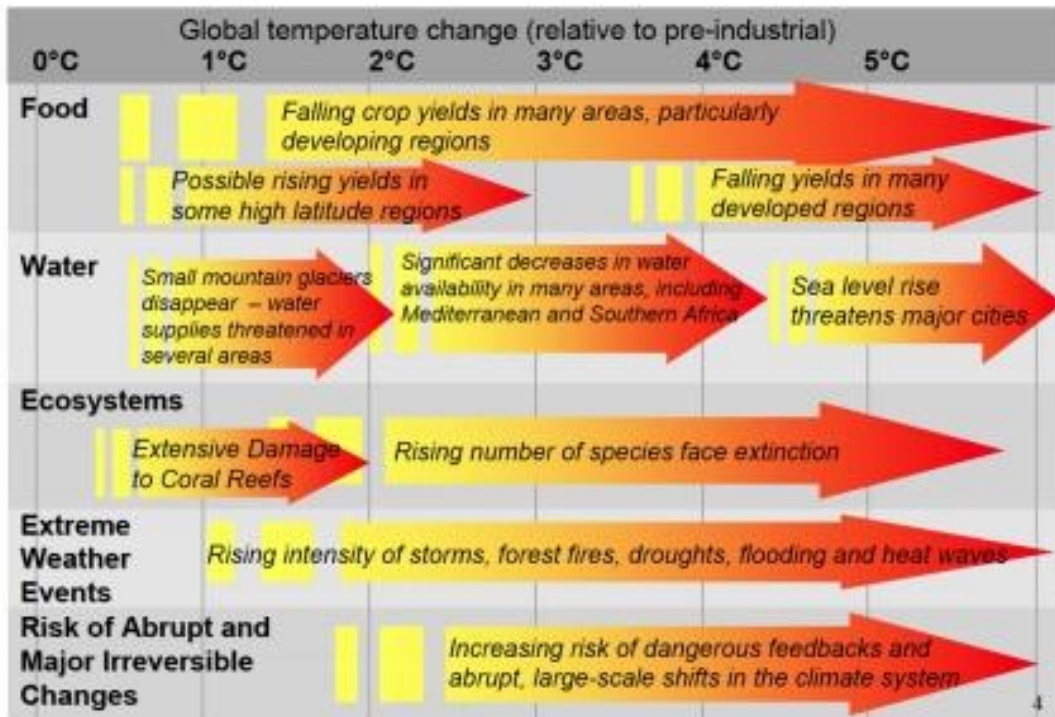 Global temperature change (relative to pre-industrial)
0°C 1°C 2°C 3°C 4°C 5°C
Food
Falling crop yields in many areas, particularly
developing regions
Possible rising yields in
some high latitude regions
Falling yields in many
developed regions
Water
Small mountain glaciers
disappear – water
supplies threatened in
several areas
Significant decreases in water
availability in many areas, including
Mediterranean and Southern Africa
Sea level rise
threatens major cities
Ecosystems
Extensive Damage
to Coral Reefs
Rising number of species face extinction
Extreme
Weather
Events
Rising intensity of storms, forest fires, droughts, flooding and heat waves
Risk of Abrupt and
Major Irreversible
Changes
Increasing risk of dangerous feedbacks and
abrupt, large-scale shifts in the climate system
4